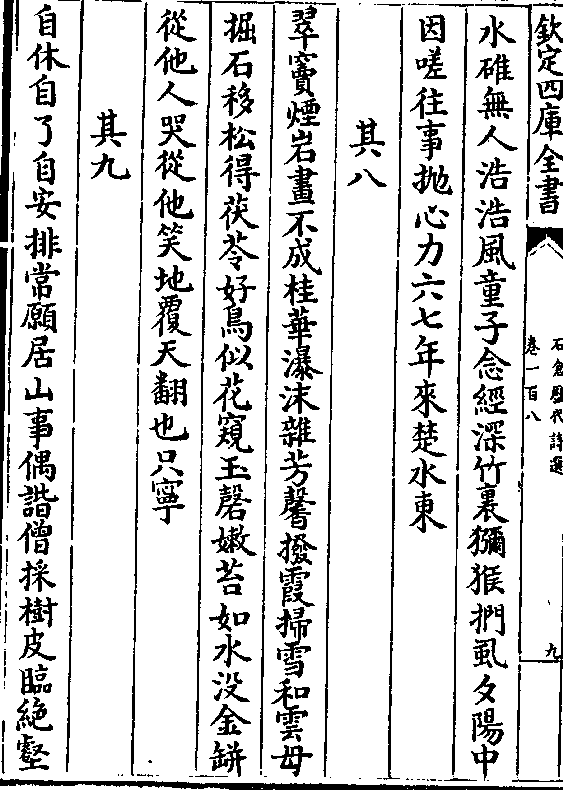 欽定四庫全書
石倉歷代詩選
卷一百八
九
水碓無人浩浩風童子念經深竹裏獼猴捫虱夕陽中
因嗟往事抛心力六七年來楚水東
其八
翠竇煙岩畫不成桂華瀑沫雜芳馨撥霞掃雪和雲母
掘石移松得茯苓好鳥似花窺玉磬嫩苔如水没金缾
從他人哭從他笑地覆天翻也只寧
其九
自休自了自安排常願居山事偶諧僧採樹皮臨絶壑